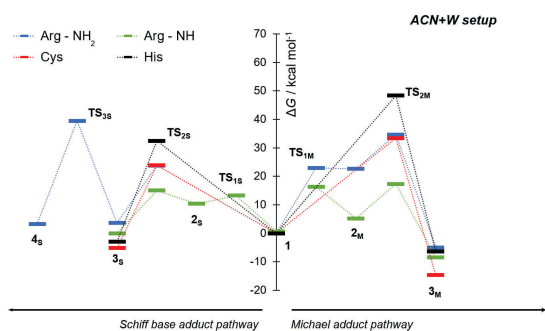 ACN+W setup
Arg - NH2 Arg - NH
Cys His
ΔG / kcal mol-1
70
60
50
40
30
20
10
0
-10
-20
TS3S
TS2S
TS1S
TS1M
TS2M
4S
3S
2S
1
2M
3M
Schiff base adduct pathway Michael adduct pathway